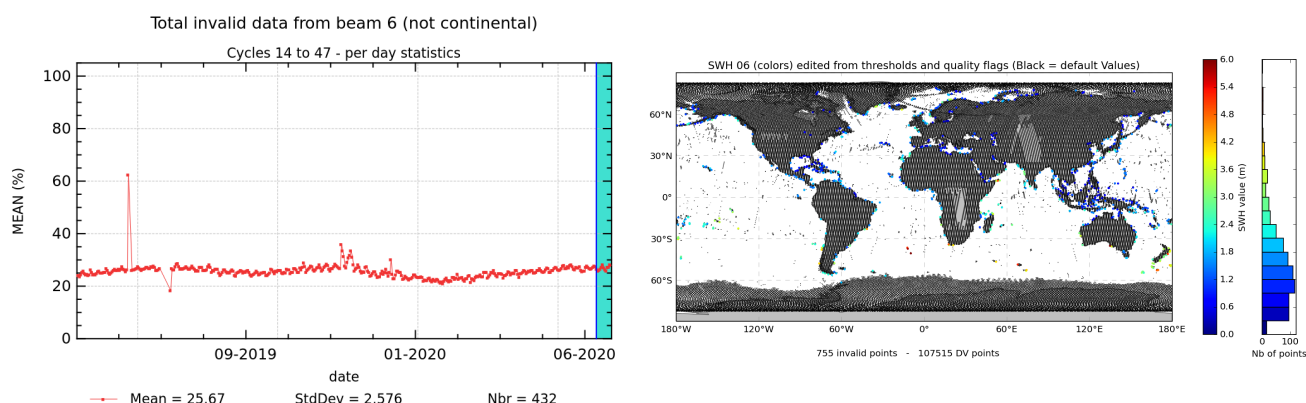 Total invalid data from beam 6 (not continental)
Cycles 14 to 47 - per day statistics
100
80
60
40
20
0
MEAN (%)
09-2019
01-2020
06-2020
date
Mean = 25.67
StdDev = 2.576
Nbr = 432
SWH 06 (colors) edited from thresholds and quality flags (Black = default Values)
60°N
30°N
0°
30°S
60°S
180°W
120°W
60°W
0°
60°E
120°E
180°E
755 invalid points - 107515 DV points
6.0
5.4
4.8
4.2
3.6
3.0
2.4
1.8
1.2
0.6
0.0
SWH value (m)
0
100
Nb of points